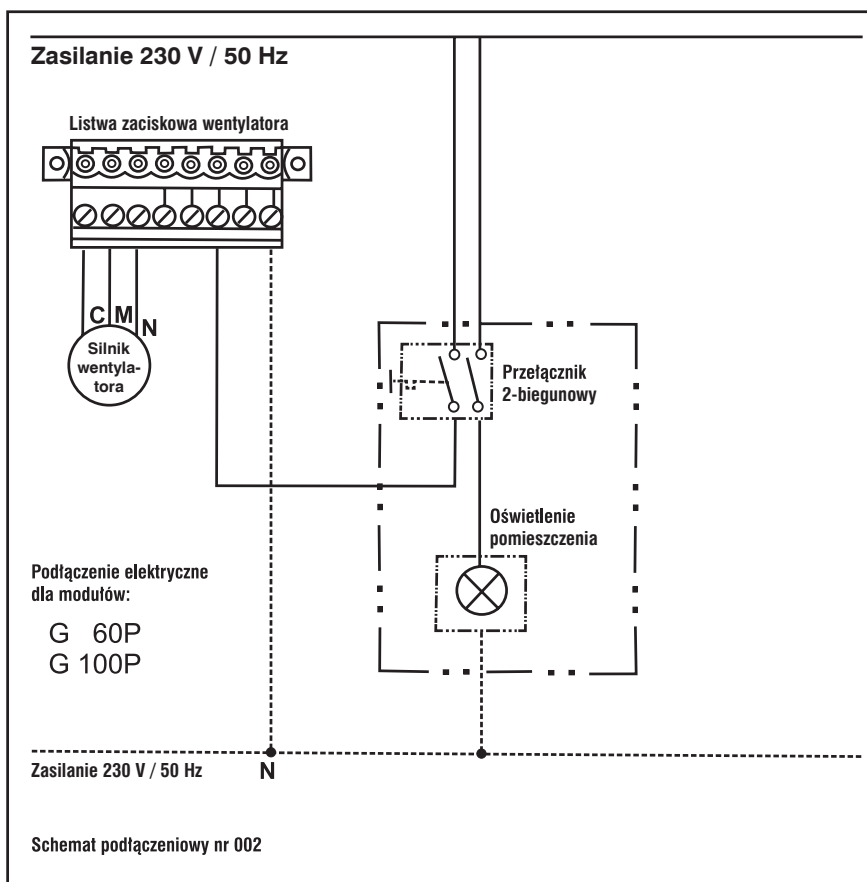 Zasilanie 230 V / 50 Hz
Listwa zaciskowa wentylatora
C M N
Silnik
wentyla-
tora
Przełącznik
2-biegunowy
Oświetlenie
pomieszczenia
Podłączenie elektryczne
dla modułów:
G 60P
G 100P
Zasilanie 230 V / 50 Hz N
Schemat podłączeniowy nr 002